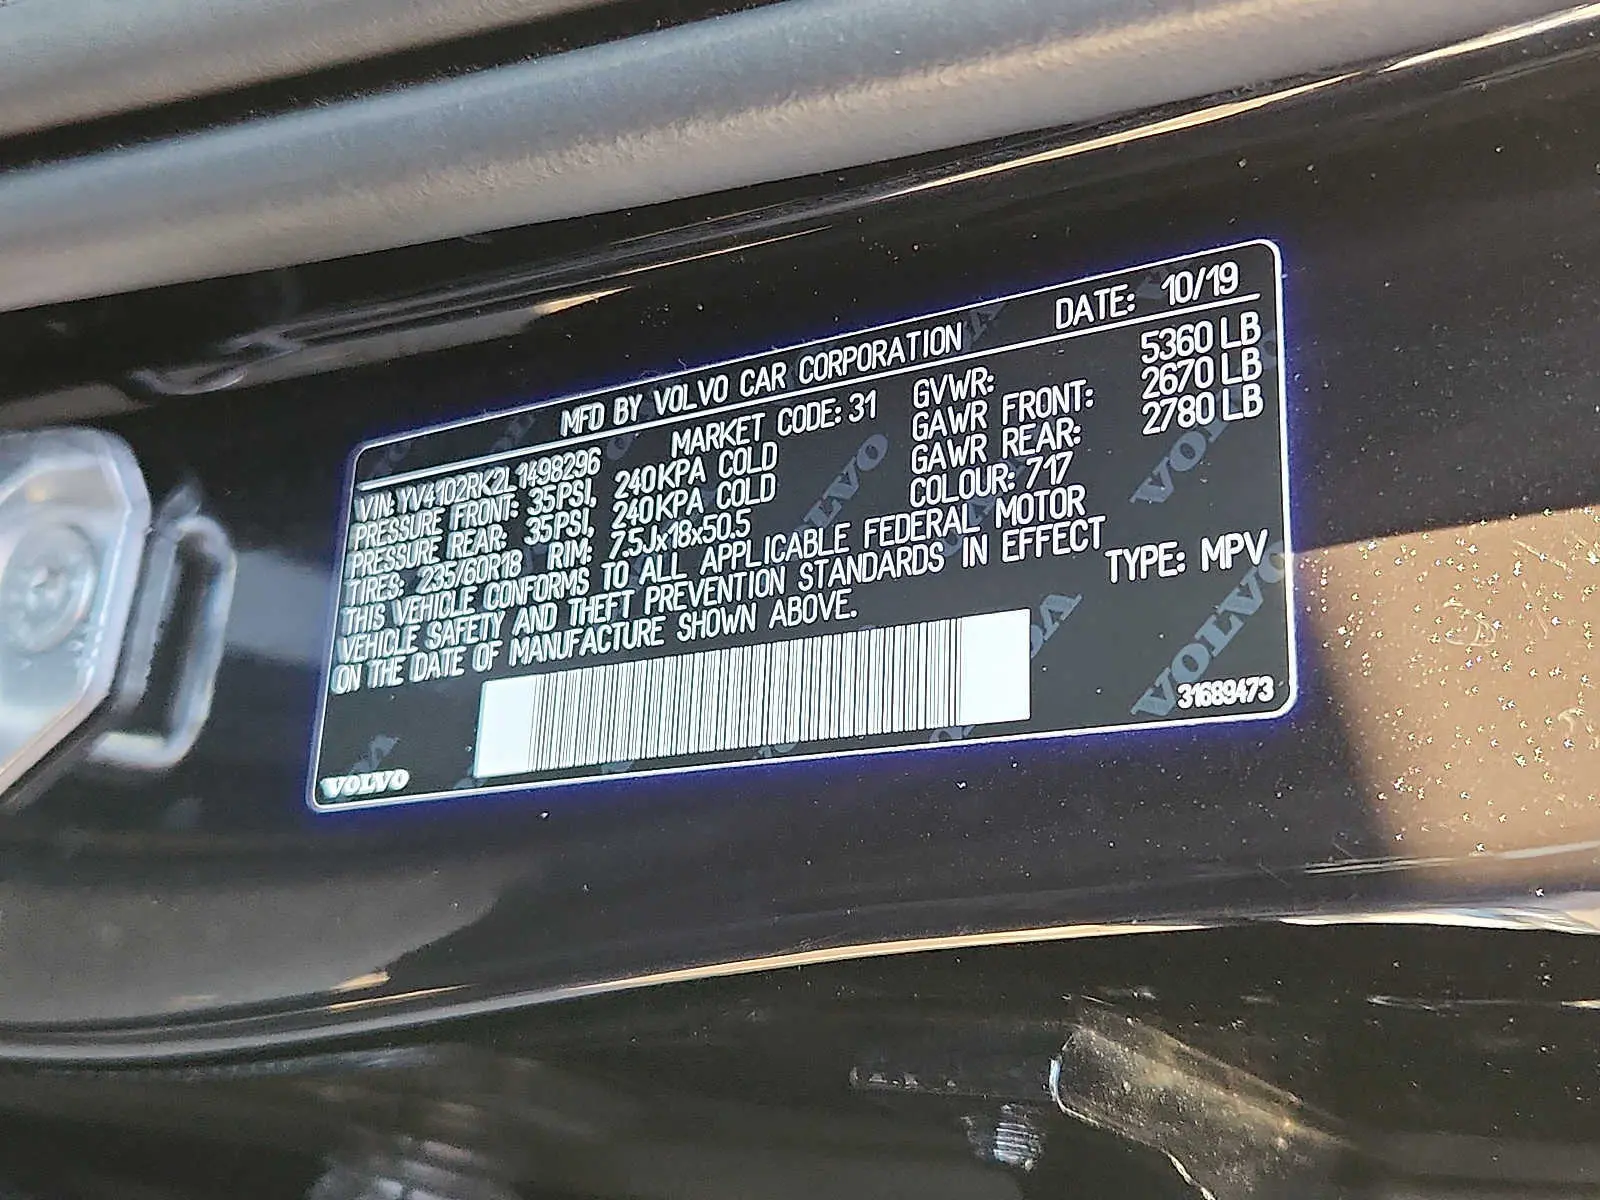 MFD BY VOLVO CAR CORPORATION DATE: 10/19
VIN: YV4102RK2L1498296 MARKET CODE: 31 GVWR: 5360 LB
PRESSURE FRONT: 35PSI, 240KPA COLD GAWR FRONT: 2670 LB
PRESSURE REAR: 35PSI, 240KPA COLD GAWR REAR: 2780 LB
TIRES: 235/60R18 RIM: 7.5Jx18x50.5 COLOUR: 717
THIS VEHICLE CONFORMS TO ALL APPLICABLE FEDERAL MOTOR
VEHICLE SAFETY AND THEFT PREVENTION STANDARDS IN EFFECT
ON THE DATE OF MANUFACTURE SHOWN ABOVE. TYPE: MPV
VOLVO 31689473